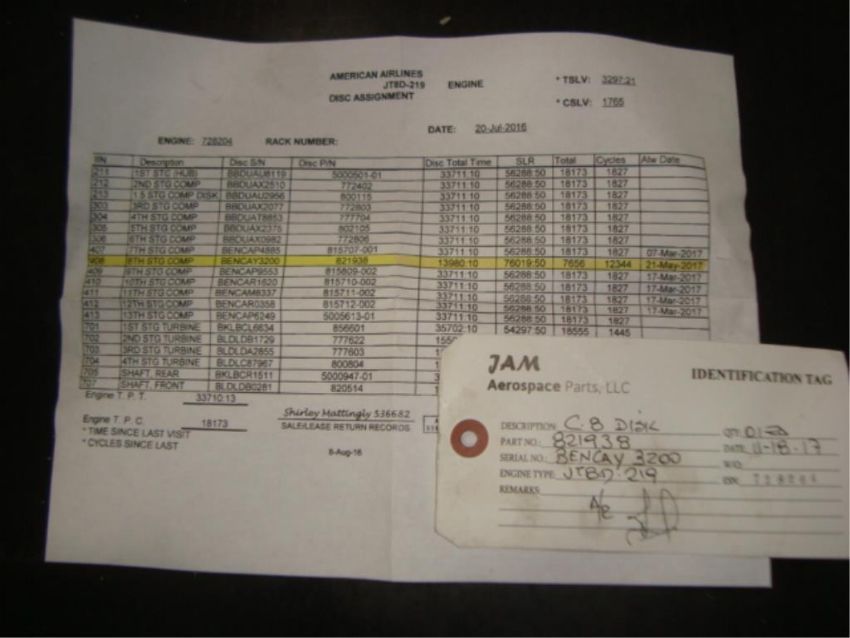 AMERICAN AIRLINES
JT8D-219 ENGINE * TSLV: 3297:21
DISC ASSIGNMENT
* CSLV: 1765
DATE: 20-Jul-2016
ENGINE: 728204 RACK NUMBER:
SN Description Disc S/N Disc P/N Disc Total Time SLR Total Cycles Atw Date
211 1ST STG (HUB) BBDUAU8119 5000501-01 33711:10 56288:50 18173 1827
212 2ND STG COMP BBDUAX2510 772402 33711:10 56288:50 18173 1827
213 1.5 STG COMP DISK BBDUAU2956 800115 33711:10 56288:50 18173 1827
303 3RD STG COMP BBDUAX2077 772803 33711:10 56288:50 18173 1827
304 4TH STG COMP BBDUAT8853 777704 33711:10 56288:50 18173 1827
305 5TH STG COMP BBDUAX2375 802105 33711:10 56288:50 18173 1827
306 6TH STG COMP BBDUAX0982 772806 33711:10 56288:50 18173 1827
407 7TH STG COMP BENCAP4885 815707-001 33711:10 56288:50 18173 1827 07-Mar-2017
408 8TH STG COMP BENCAY3200 821938 13980:10 76019:50 7656 12344 21-May-2017
409 9TH STG COMP BENCAP9553 815809-002 33711:10 56288:50 18173 1827 17-Mar-2017
410 10TH STG COMP BENCAR1620 815710-002 33711:10 56288:50 18173 1827 17-Mar-2017
411 11TH STG COMP BENCAM8337 815711-002 33711:10 56288:50 18173 1827 17-Mar-2017
412 12TH STG COMP BENCAR0358 815712-002 33711:10 56288:50 18173 1827 17-Mar-2017
413 13TH STG COMP BENCAP6249 5005613-01 33711:10 56288:50 18173 1827
701 1ST STG TURBINE BKLBCL6634 856601 35702:10 54297:50 18555 1445
702 2ND STG TURBINE BLDLDB1729 777622
703 3RD STG TURBINE BLDLDA2855 777603
704 4TH STG TURBINE BLDLC87967 800804
705 SHAFT, REAR BKLBCR1511 5000947-01
707 SHAFT, FRONT BLDLDB0281 820514
Engine T. P. T. 33710:13
Engine T. P. C. 18173 Shirley Mattingly 536682
* TIME SINCE LAST VISIT SALE/LEASE RETURN RECORDS
* CYCLES SINCE LAST
8-Aug-16
JAM
Aerospace Parts, LLC IDENTIFICATION TAG
DESCRIPTION: C-8 DISK QTY:
PART NO.: 821938 DATE: 11-18-17
SERIAL NO.: BENCAY 3200 W/O
ENGINE TYPE: JT8D-219 ESN:
REMARKS